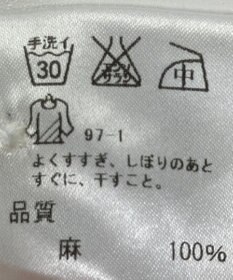 手洗イ
30
エンソ
サラシ
中
97-1
よくすすぎ、しぼりのあと
すぐに、干すこと。
品質
麻 100%